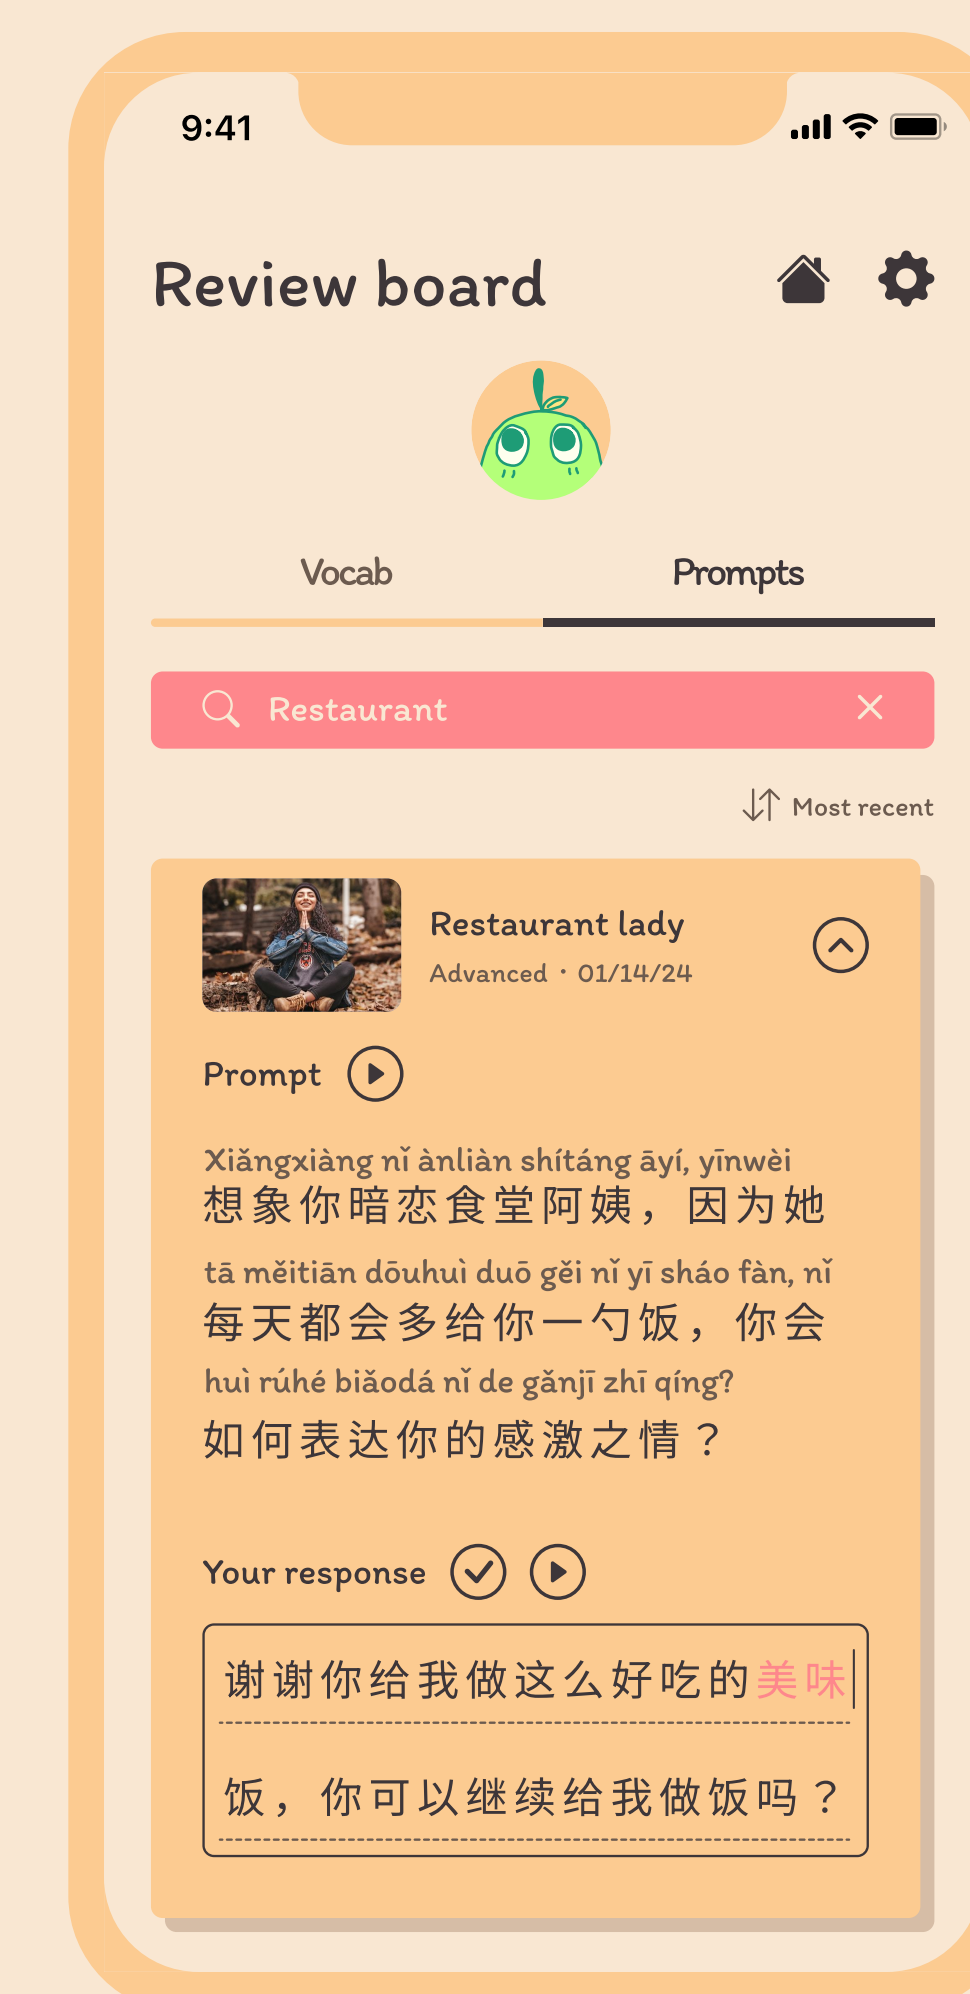 9:41
Review board
Vocab
Prompts
Restaurant
Most recent
Restaurant lady
Advanced · 01/14/24
Prompt
Xiǎngxiàng nǐ ànliàn shítáng āyí, yīnwèi
想象你暗恋食堂阿姨，因为她
tā měitiān dōuhuì duō gěi nǐ yī sháo fàn, nǐ
每天都会多给你一勺饭，你会
huì rúhé biǎodá nǐ de gǎnjī zhī qíng?
如何表达你的感激之情？
Your response
谢谢你给我做这么好吃的美味
饭，你可以继续给我做饭吗？